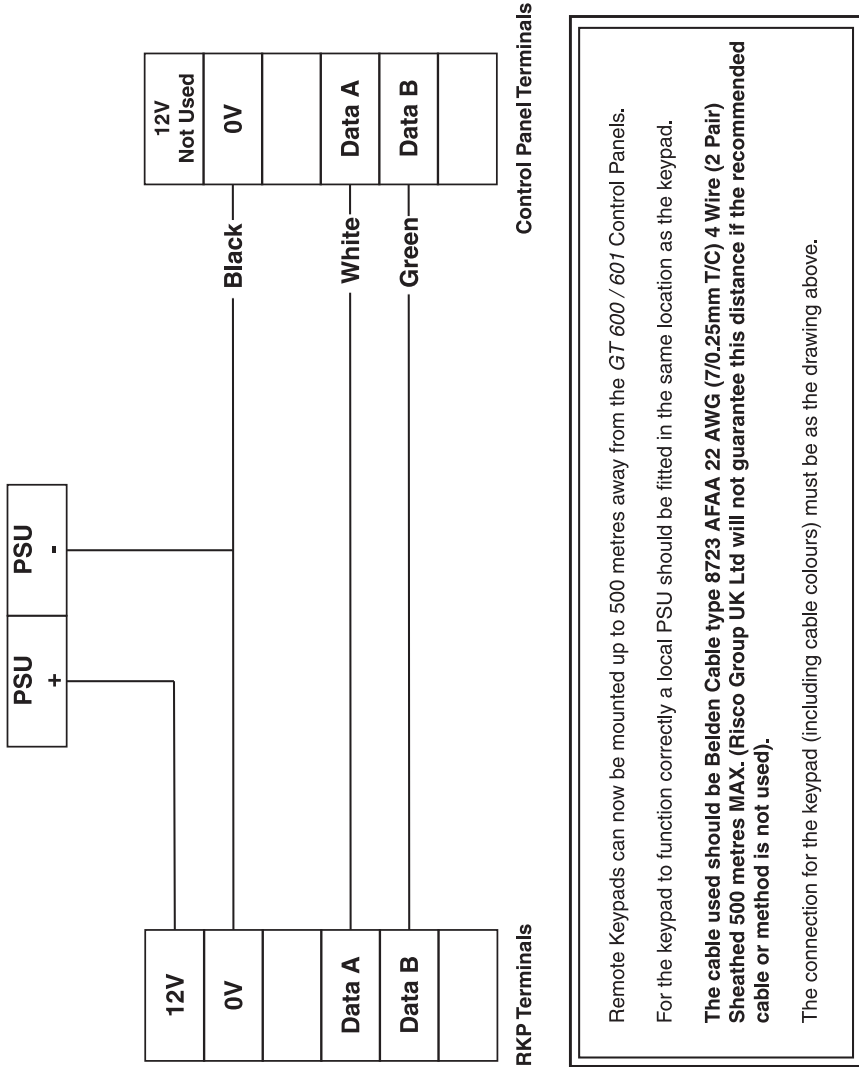 PSU
+
PSU
-
12V
0V
Data A
Data B
RKP Terminals
Black
White
Green
12V
Not Used
0V
Data A
Data B
Control Panel Terminals
Remote Keypads can now be mounted up to 500 metres away from the GT 600 / 601 Control Panels.
For the keypad to function correctly a local PSU should be fitted in the same location as the keypad.
The cable used should be Belden Cable type 8723 AFAA 22 AWG (7/0.25mm T/C) 4 Wire (2 Pair)
Sheathed 500 metres MAX. (Risco Group UK Ltd will not guarantee this distance if the recommended
cable or method is not used).
The connection for the keypad (including cable colours) must be as the drawing above.